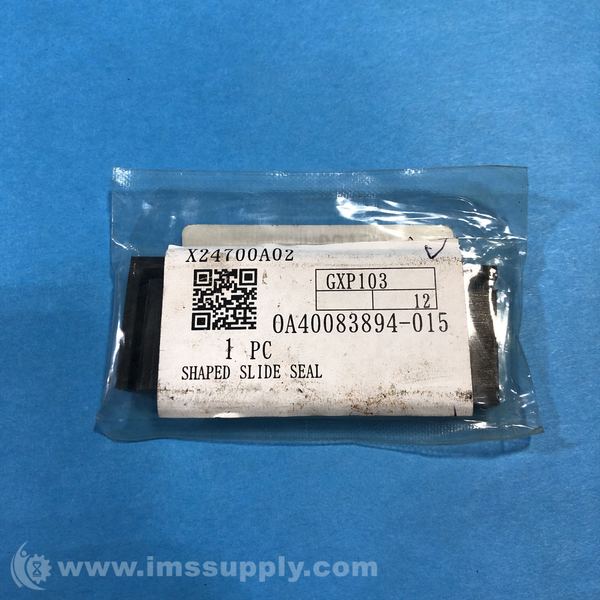 X24700A02
GXP103
12
0A40083894-015
1 PC
SHAPED SLIDE SEAL
www.imssupply.com